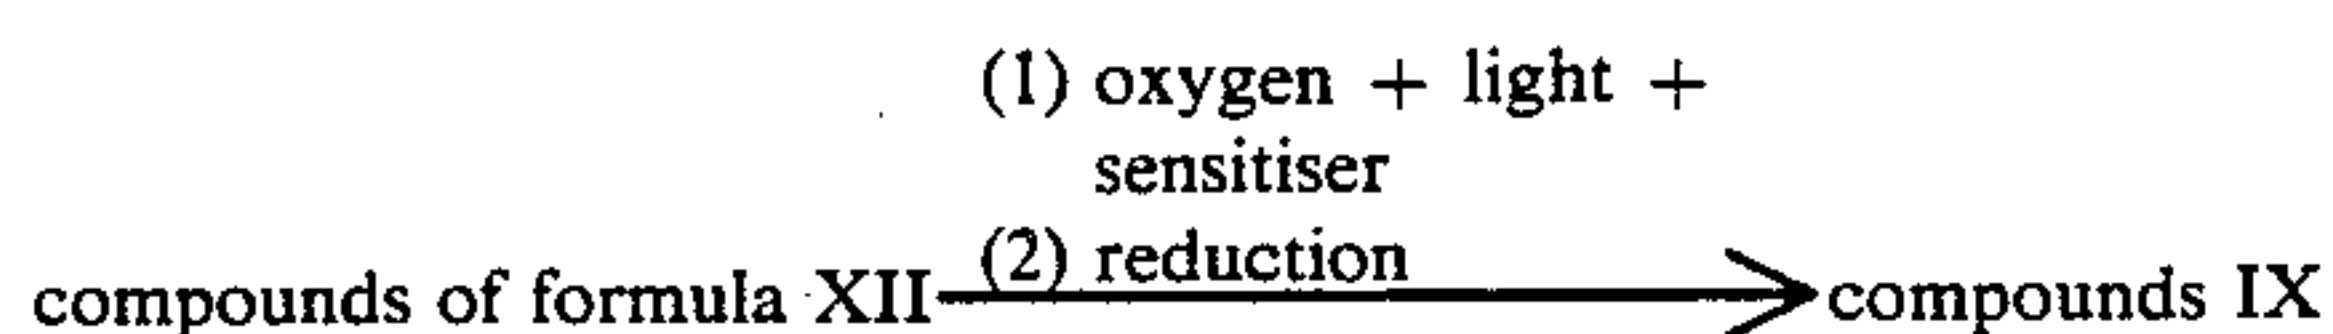 (1) oxygen + light +
sensitiser
(2) reduction
compounds of formula XII compounds IX